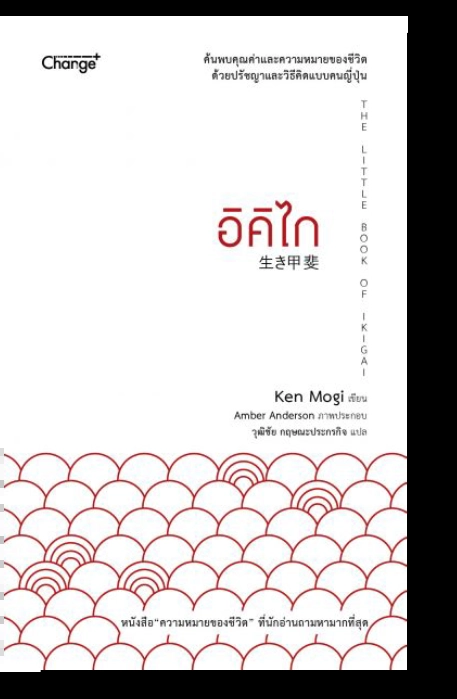 Change+
ค้นพบคุณค่าและความหมายของชีวิต
ด้วยปรัชญาและวิธีคิดแบบคนญี่ปุ่น
THE LITTLE BOOK OF IKIGAI
อิคิไก
生き甲斐
Ken Mogi เขียน
Amber Anderson ภาพประกอบ
วุฒิชัย กฤษณะประกรกิจ แปล
หนังสือ“ความหมายของชีวิต” ที่นักอ่านถามหามากที่สุด